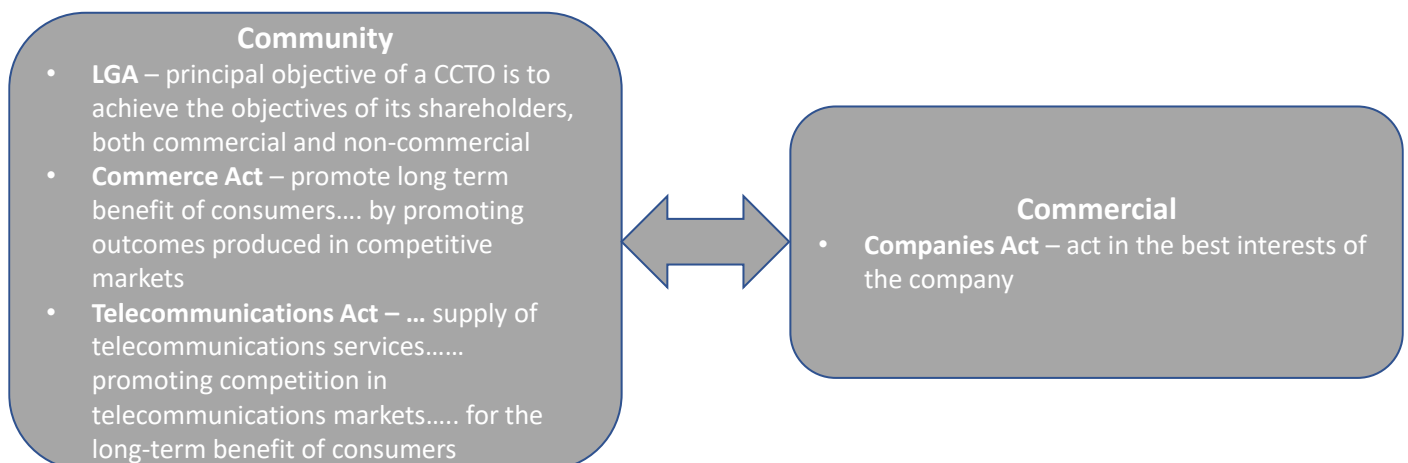 Community
• LGA – principal objective of a CCTO is to
achieve the objectives of its shareholders,
both commercial and non-commercial
• Commerce Act – promote long term
benefit of consumers.... by promoting
outcomes produced in competitive
markets
• Telecommunications Act – ... supply of
telecommunications services......
promoting competition in
telecommunications markets..... for the
long-term benefit of consumers
Commercial
• Companies Act – act in the best interests of
the company